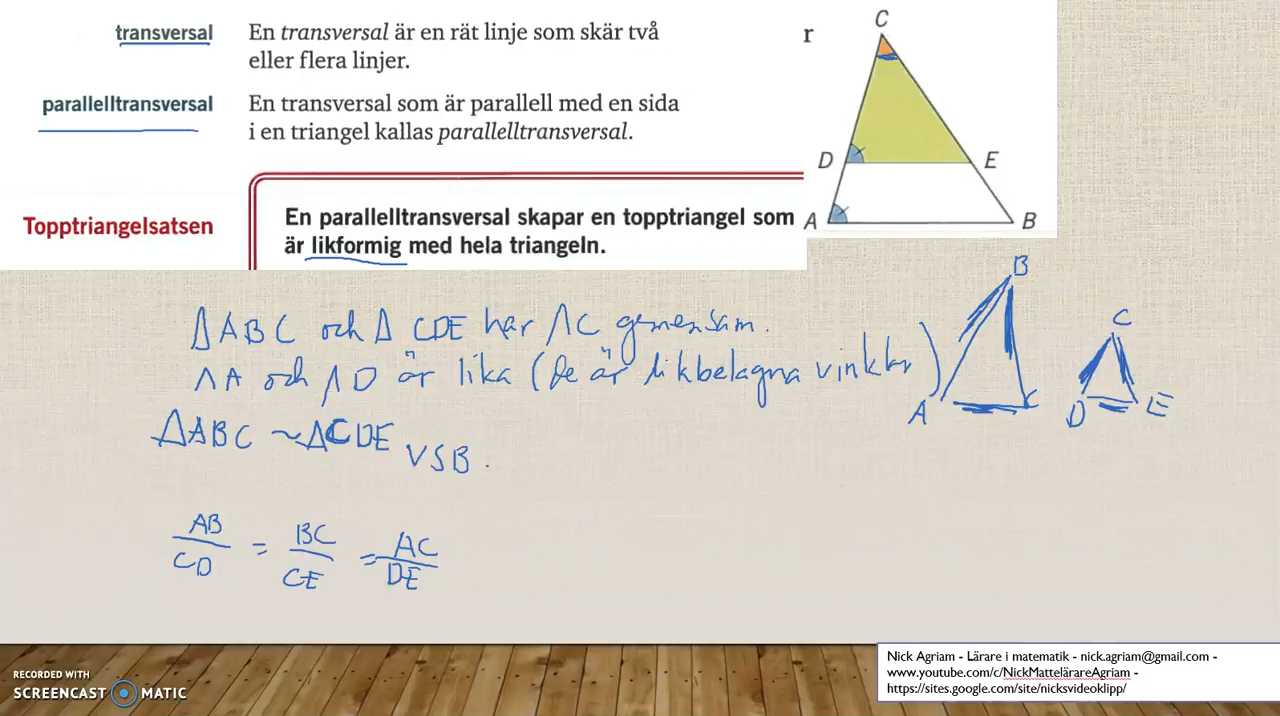 transversal
En transversal är en rät linje som skär två
eller flera linjer.
parallelltransversal
En transversal som är parallell med en sida
i en triangel kallas parallelltransversal.
Topptriangelsatsen
En parallelltransversal skapar en topptriangel som
är likformig med hela triangeln.
r
C
D
E
A
B
Δ ABC och Δ CDE har ∧C gemensam.
∧A och ∧D är lika (de är likbelägna vinklar)
ΔABC ~ ΔCDE VSB.
AB/CD = BC/CE = AC/DE
B
A
C
C
D
E
RECORDED WITH
SCREENCAST MATIC
Nick Agriam - Lärare i matematik - nick.agriam@gmail.com -
www.youtube.com/c/NickMattelärareAgriam -
https://sites.google.com/site/nicksvideoklipp/